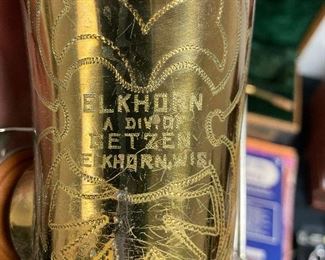 ELKHORN
A DIV. OF
GETZEN
ELKHORN, WIS.